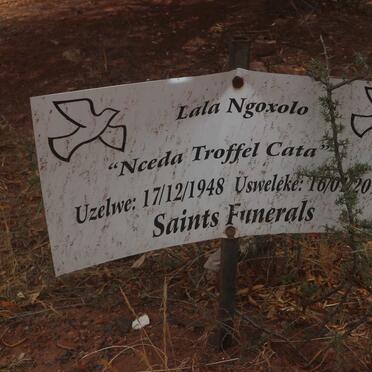 Lala Ngoxolo
"Nceda Troffel Cata"
Uzelwe: 17/12/1948 Usweleke:
Saints Funerals